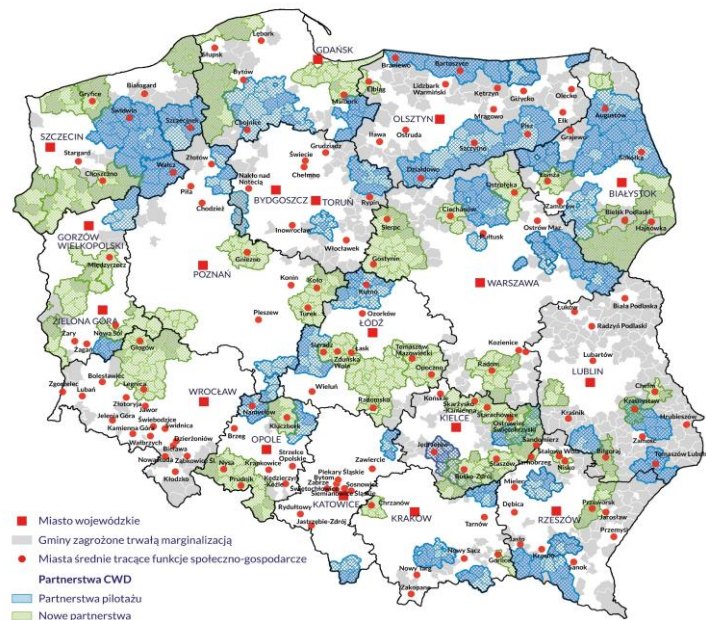 Lębork
Słupsk
GDAŃSK
Bytów
Braniewo
Bartoszyce
Gryfice
Białogard
Malbork
Elbląg
Lidzbark
Warmiński
Kętrzyn
Giżycko
Olecko
Świdwin
Szczecinek
Chojnice
OLSZTYN
Mrągowo
Ełk
Augustów
SZCZECIN
Stargard
Iława
Ostruda
Szczytno
Pisz
Grajewo
Choszczno
Wałcz
Złotów
Grudziądz
Świecie
Chełmno
Działdowo
Sokółka
Piła
Nakło nad
Notecią
Chodzież
BYDGOSZCZ
TORUŃ
Rypin
Ostrołęka
Łomża
BIAŁYSTOK
GORZÓW
WIELKOPOLSKI
Inowrocław
Sierpc
Ciechanów
Zambrów
Bielsk Podlaski
Hajnówka
Międzyrzecz
Włocławek
Pułtusk
Ostrów Maz.
Gniezno
Gostynin
POZNAŃ
Konin
Koło
Kutno
WARSZAWA
ZIELONA GÓRA
Turek
Ozorków
Łuków
Biała Podlaska
Nowa Sól
Pleszew
ŁÓDŹ
Radzyń Podlaski
Żary
Żagań
Głogów
Sieradz
Zduńska
Wola
Łask
Tomaszów
Mazowiecki
Kozienice
Lubartów
Bolesławiec
Opoczno
Radom
LUBLIN
Zgorzelec
Lubań
Legnica
WROCŁAW
Wieluń
Radomsko
Końskie
Skarżysko
-Kamienna
Chełm
Złotoryja
Jawor
Namysłów
Starachowice
Kraśnik
Krasnystaw
Jelenia Góra
Świebodzice
Świdnica
Kluczbork
KIELCE
Ostrowiec
Świętokrzyski
Hrubieszów
Kamienna Góra
Wałbrzych
Dzierżoniów
Brzeg
OPOLE
Jędrzejów
Sandomierz
Zamość
Bielawa
Nowa Ruda
Ząbkowice Śl.
Strzelce
Opolskie
Zawiercie
Staszów
Tarnobrzeg
Stalowa Wola
Nisko
Biłgoraj
Tomaszów Lubelski
Nysa
Krapkowice
Piekary Śląskie
Busko-Zdrój
Kłodzko
Prudnik
Kędzierzyn
Koźle
Bytom
Zabrze
Sosnowiec
Świętochłowice
Siemianowice Śląskie
Mielec
KATOWICE
Chrzanów
KRAKÓW
Dębica
RZESZÓW
Przeworsk
Jarosław
Rydułtowy
Tarnów
Przemyśl
Jastrzębie-Zdrój
Jasło
Krosno
Nowy Sącz
Gorlice
Sanok
Nowy Targ
Zakopane
Miasto wojewódzkie
Gminy zagrożone trwałą marginalizacją
Miasta średnie tracące funkcje społeczno-gospodarcze
Partnerstwa CWD
Partnerstwa pilotażu
Nowe partnerstwa